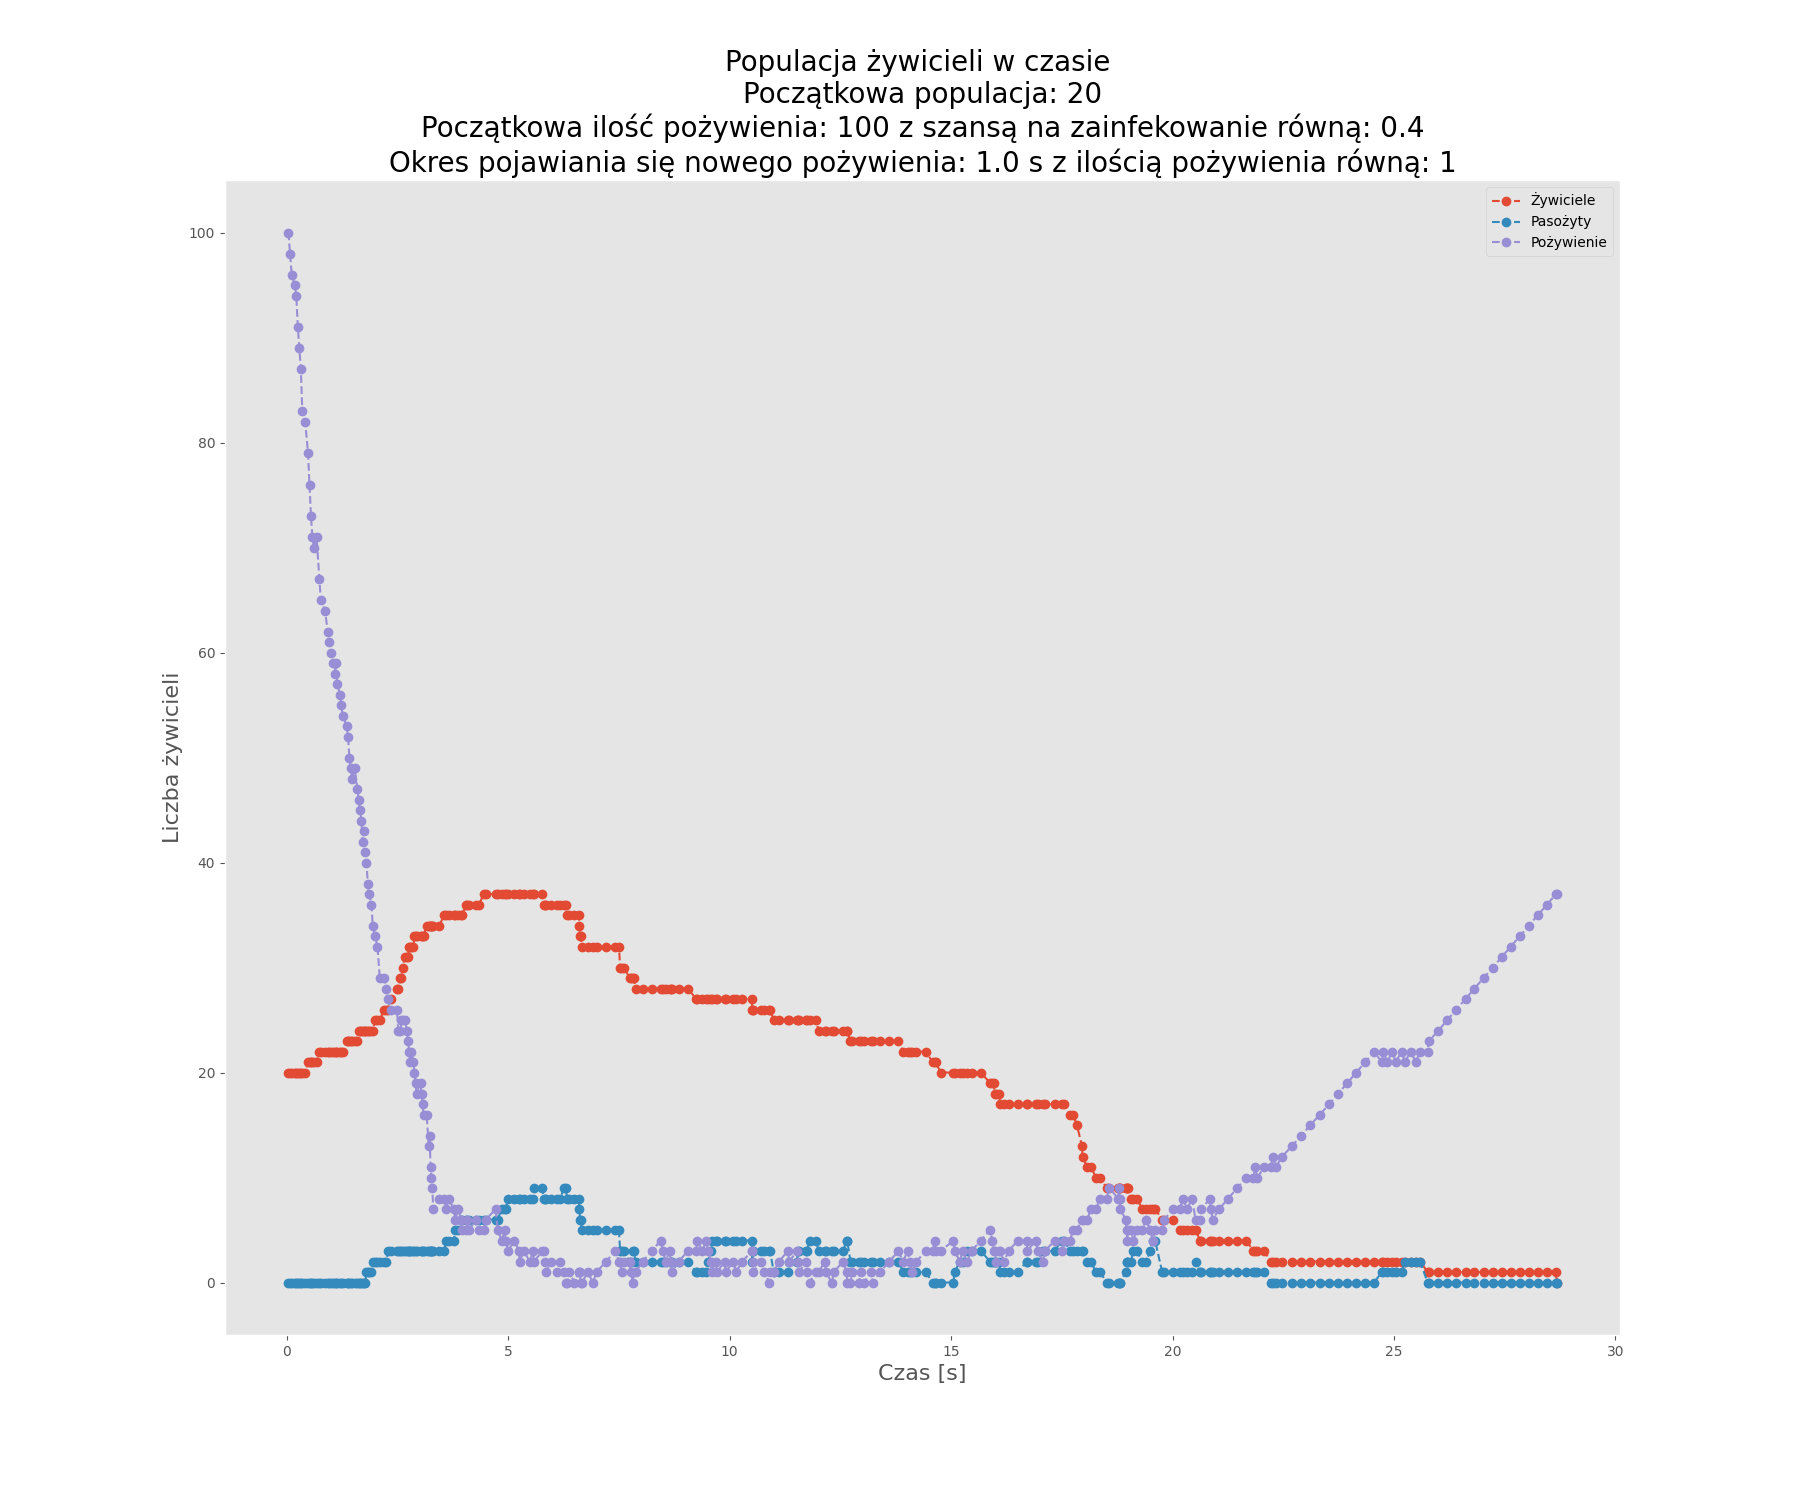 Populacja żywicieli w czasie
Początkowa populacja: 20
Początkowa ilość pożywienia: 100 z szansą na zainfekowanie równą: 0.4
Okres pojawiania się nowego pożywienia: 1.0 s z ilością pożywienia równą: 1
Żywiciele
Pasożyty
Pożywienie
100
80
60
40
20
0
Liczba żywicieli
0 5 10 15 20 25 30
Czas [s]